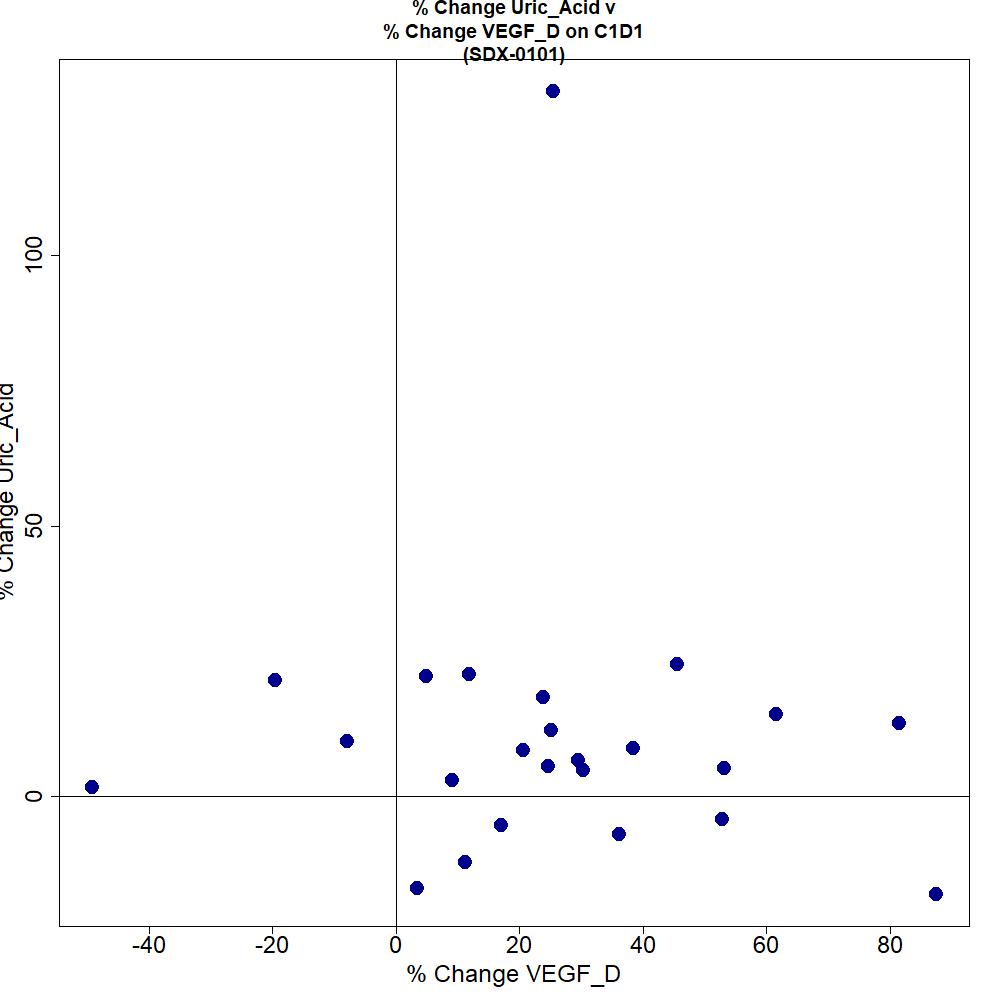 % Change Uric_Acid v
% Change VEGF_D on C1D1
(SDX-0101)
% Change Uric_Acid
100
50
0
-40 -20 0 20 40 60 80
% Change VEGF_D